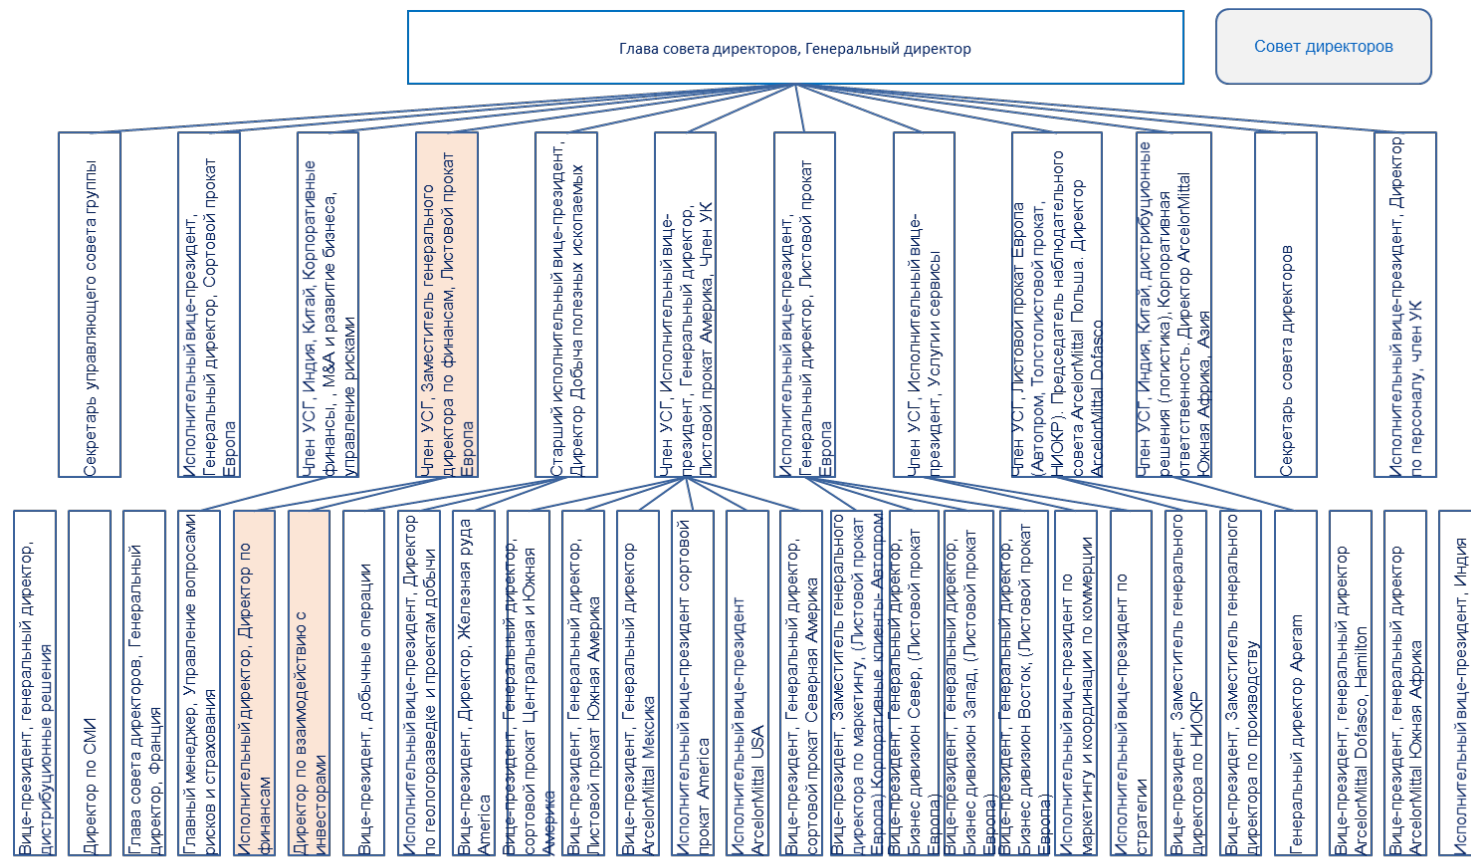 Глава совета директоров, Генеральный директор
Совет директоров
Секретарь управляющего совета группы
Исполнительный вице-президент,
Генеральный директор, Сортовой прокат
Европа
Член УСГ, Индия, Китай, Корпоративные
финансы, , M&A и развитие бизнеса,
управление рисками
Член УСГ, Заместитель генерального
директора по финансам, Листовой прокат
Европа
Старший исполнительный вице-президент,
Директор Добыча полезных ископаемых
Член УСГ, Исполнительный вице-
президент, Генеральный директор,
Листовой прокат Америка, Член УК
Исполнительный вице-президент,
Генеральный директор, Листовой прокат
Европа
Член УСГ, Исполнительный вице-
президент, Услуги и сервисы
Член УСГ, Листовой прокат Европа
(Автопром, Толстолистовой прокат,
НИОКР). Председатель наблюдательного
совета ArcelorMittal Польша. Директор
ArcelorMittal Dofasco
Член УСГ, Индия, Китай, дистрибуционные
решения (логистика), Корпоративная
ответственность. Директор ArcelorMittal
Южная Африка, Азия
Секретарь совета директоров
Исполнительный вице-президент, Директор
по персоналу, член УК
Вице-президент, генеральный директор,
дистрибуционные решения
Директор по СМИ
Глава совета директоров, Генеральный
директор, Франция
Главный менеджер, Управление вопросами
рисков и страхования
Исполнительный директор, Директор по
финансам
Директор по взаимодействию с
инвесторами
Вице-президент, добычные операции
Исполнительный вице-президент, Директор
по геологоразведке и проектам добычи
Вице-президент, Директор, Железная руда
America
Вице-президент, Генеральный директор,
сортовой прокат Центральная и Южная
Америка
Вице-президент, Генеральный директор
Листовой прокат Южная Америка
Вице-президент, Генеральный директор
ArcelorMittal Мексика
Исполнительный вице-президент сортовой
прокат America
Исполнительный вице-президент
ArcelorMittal USA
Вице-президент, Генеральный директор,
сортовой прокат Северная Америка
Вице-президент, Заместитель генерального
директора по маркетингу, (Листовой прокат
Европа) Корпоративные клиенты- Автопром
Вице-президент, Генеральный директор,
Бизнес дивизион Север, (Листовой прокат
Европа)
Вице-президент, Генеральный директор,
Бизнес дивизион Запад, (Листовой прокат
Европа)
Вице-президент, Генеральный директор,
Бизнес дивизион Восток, (Листовой прокат
Европа)
Исполнительный вице-президент по
маркетингу и координации по коммерции
Исполнительный вице-президент по
стратегии
Вице-президент, Заместитель генерального
директора по НИОКР
Вице-президент, Заместитель генерального
директора по производству
Генеральный директор Aperam
Вице-президент, генеральный директор
ArcelorMittal Dofasco, Hamilton
Вице-президент, генеральный директор
ArcelorMittal Южная Африка
Исполнительный вице-президент, Индия